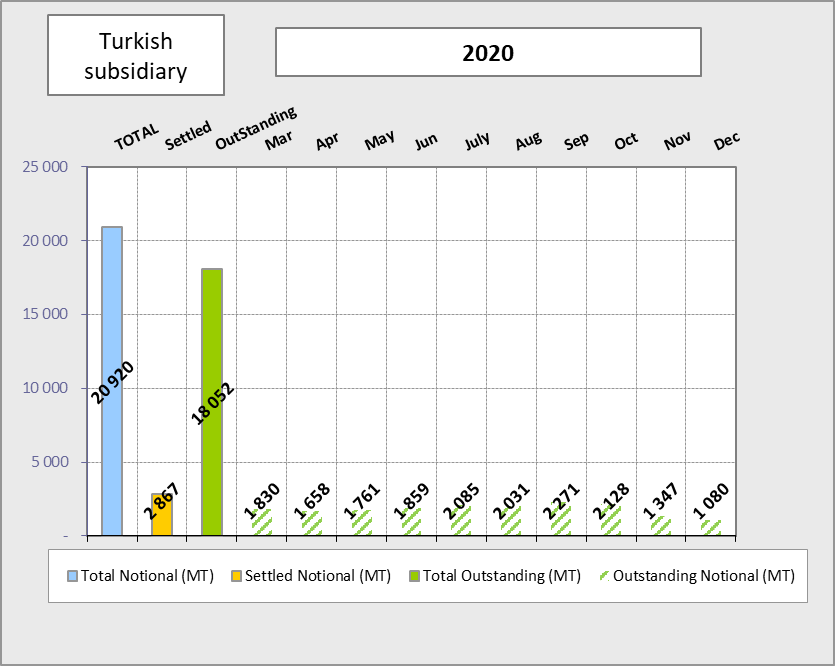 Turkish
subsidiary
2020
TOTAL Settled OutStanding Mar Apr May Jun July Aug Sep Oct Nov Dec
25 000
20 000
15 000
10 000
5 000
-
20 920 2 867 18 052 1 830 1 658 1 761 1 859 2 085 2 031 2 271 2 128 1 347 1 080
Total Notional (MT) Settled Notional (MT) Total Outstanding (MT) Outstanding Notional (MT)